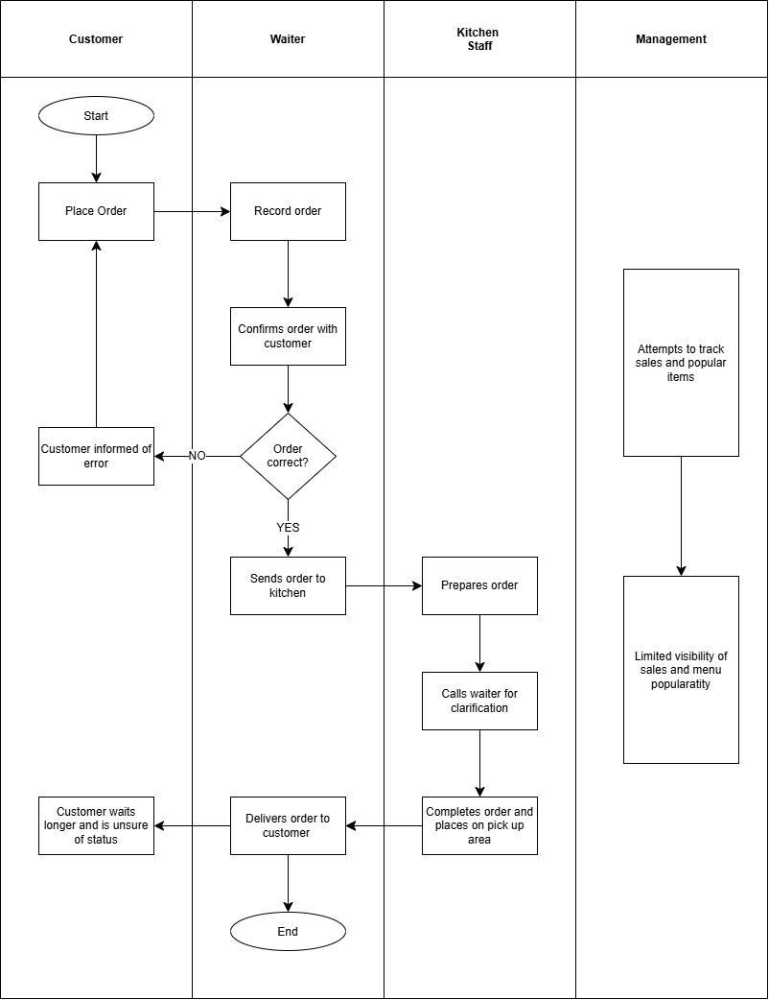 Customer
Waiter
Kitchen
Staff
Management
Start
Place Order
Record order
Confirms order with
customer
Attempts to track
sales and popular
items
Customer informed of
error
NO
Order
correct?
YES
Sends order to
kitchen
Prepares order
Limited visibility of
sales and menu
popularatity
Calls waiter for
clarification
Customer waits
longer and is unsure
of status
Delivers order to
customer
Completes order and
places on pick up
area
End